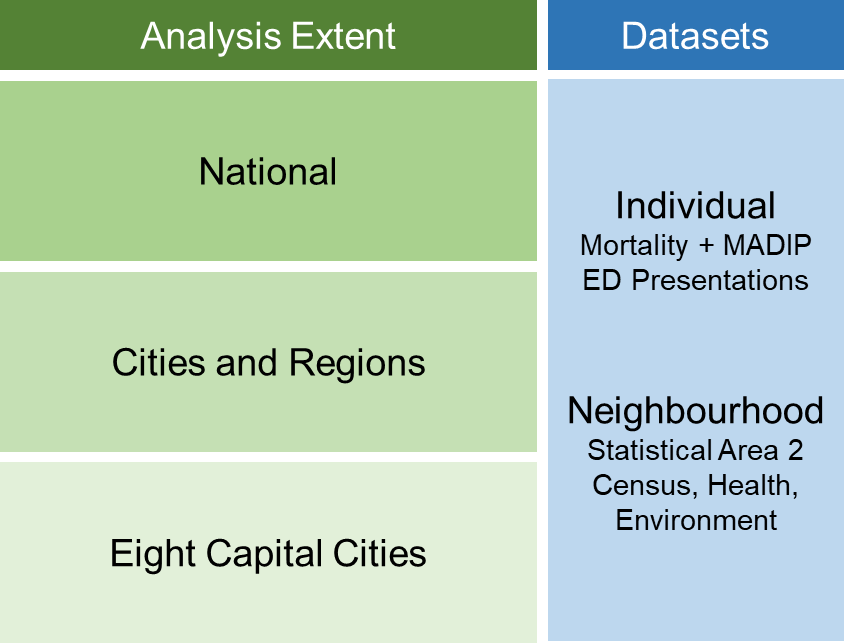 Analysis Extent
Datasets
National
Cities and Regions
Eight Capital Cities
Individual
Mortality + MADIP
ED Presentations
Neighbourhood
Statistical Area 2
Census, Health,
Environment